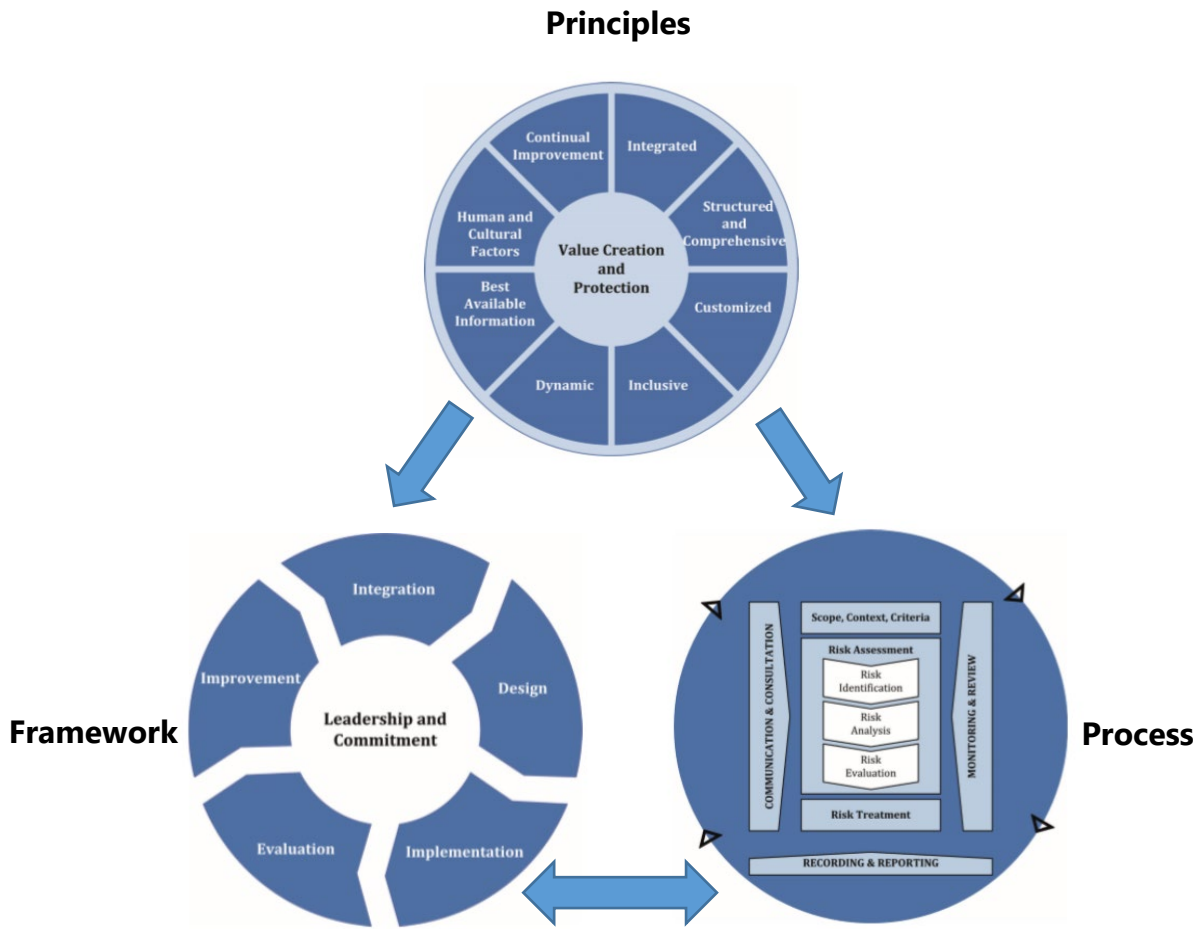 Principles
Continual
Improvement
Integrated
Human and
Cultural
Factors
Structured
and
Comprehensive
Value Creation
and
Protection
Best
Available
Information
Customized
Dynamic
Inclusive
Framework
Integration
Improvement
Design
Leadership and
Commitment
Evaluation
Implementation
Process
COMMUNICATION & CONSULTATION
Scope, Context, Criteria
Risk Assessment
Risk
Identification
Risk
Analysis
Risk
Evaluation
Risk Treatment
MONITORING & REVIEW
RECORDING & REPORTING